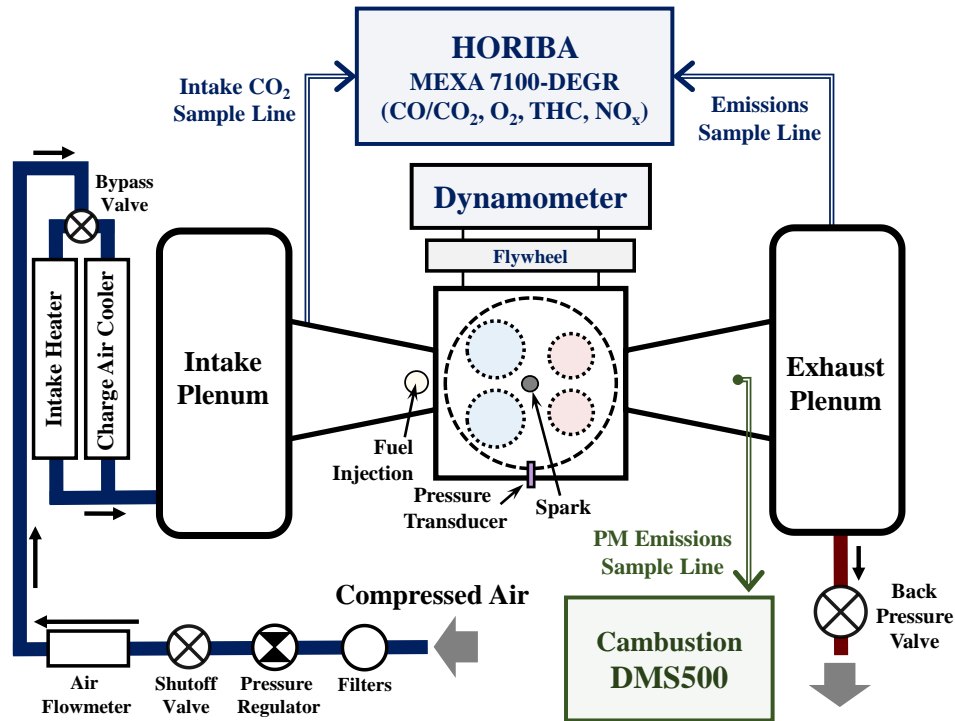 HORIBA
MEXA 7100-DEGR
(CO/CO₂, O₂, THC, NOₓ)
Intake CO₂
Sample Line
Emissions
Sample Line
Bypass
Valve
Dynamometer
Flywheel
Intake Heater
Charge Air Cooler
Intake
Plenum
Exhaust
Plenum
Fuel
Injection
Pressure
Transducer
Spark
PM Emissions
Sample Line
Compressed Air
Back
Pressure
Valve
Cambustion
DMS500
Air
Flowmeter
Shutoff
Valve
Pressure
Regulator
Filters